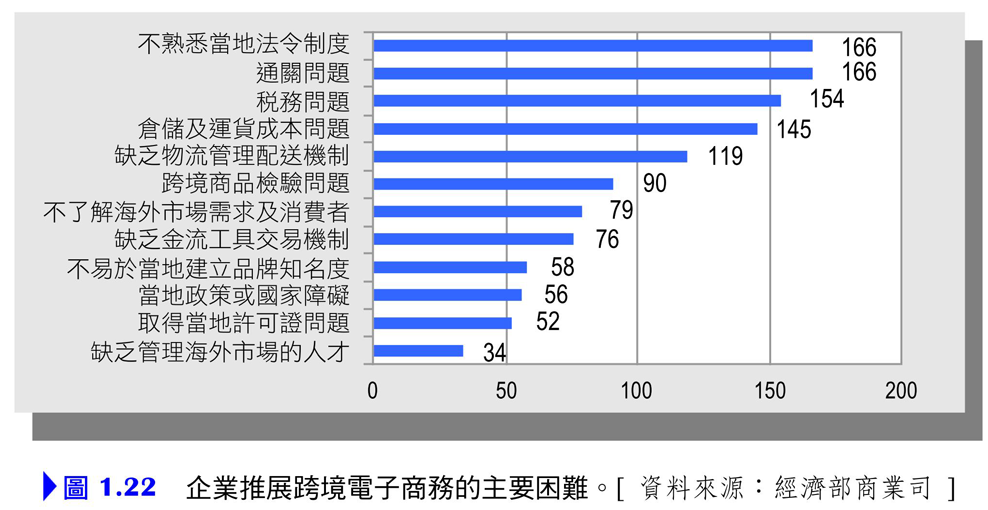 不熟悉當地法令制度 166
通關問題 166
稅務問題 154
倉儲及運貨成本問題 145
缺乏物流管理配送機制 119
跨境商品檢驗問題 90
不了解海外市場需求及消費者 79
缺乏金流工具交易機制 76
不易於當地建立品牌知名度 58
當地政策或國家障礙 56
取得當地許可證問題 52
缺乏管理海外市場的人才 34
0 50 100 150 200
圖 1.22 企業推展跨境電子商務的主要困難。[ 資料來源：經濟部商業司 ]